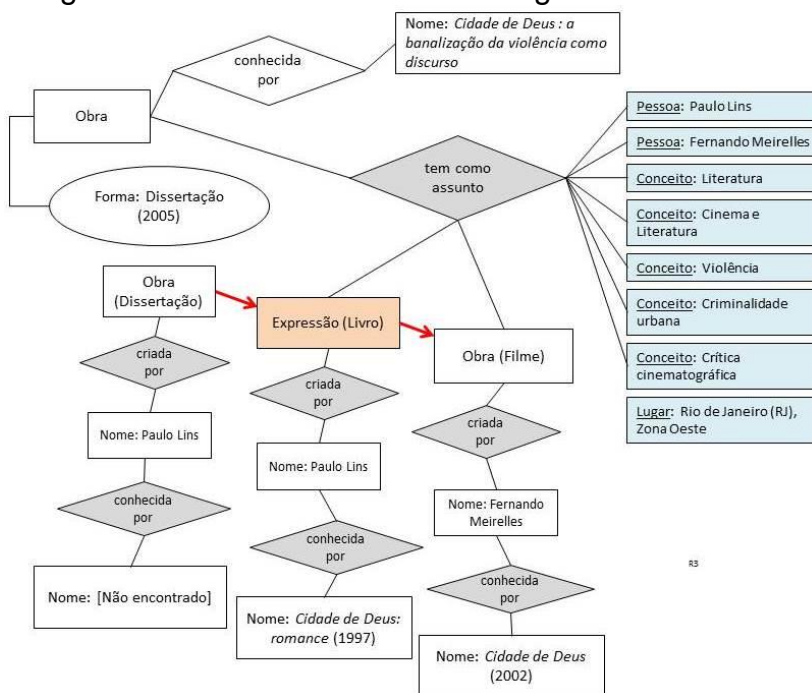 Nome: Cidade de Deus : a
banalização da violência como
discurso
conhecida
por
Obra
Forma: Dissertação
(2005)
tem como
assunto
Pessoa: Paulo Lins
Pessoa: Fernando Meirelles
Conceito: Literatura
Conceito: Cinema e
Literatura
Conceito: Violência
Conceito: Criminalidade
urbana
Conceito: Crítica
cinematográfica
Lugar: Rio de Janeiro (RJ),
Zona Oeste
Obra
(Dissertação)
criada
por
Nome: Paulo Lins
conhecida
por
Nome: [Não encontrado]
Expressão (Livro)
criada
por
Nome: Paulo Lins
conhecida
por
Nome: Cidade de Deus:
romance (1997)
Obra (Filme)
criada
por
Nome: Fernando
Meirelles
conhecida
por
Nome: Cidade de Deus
(2002)
R3